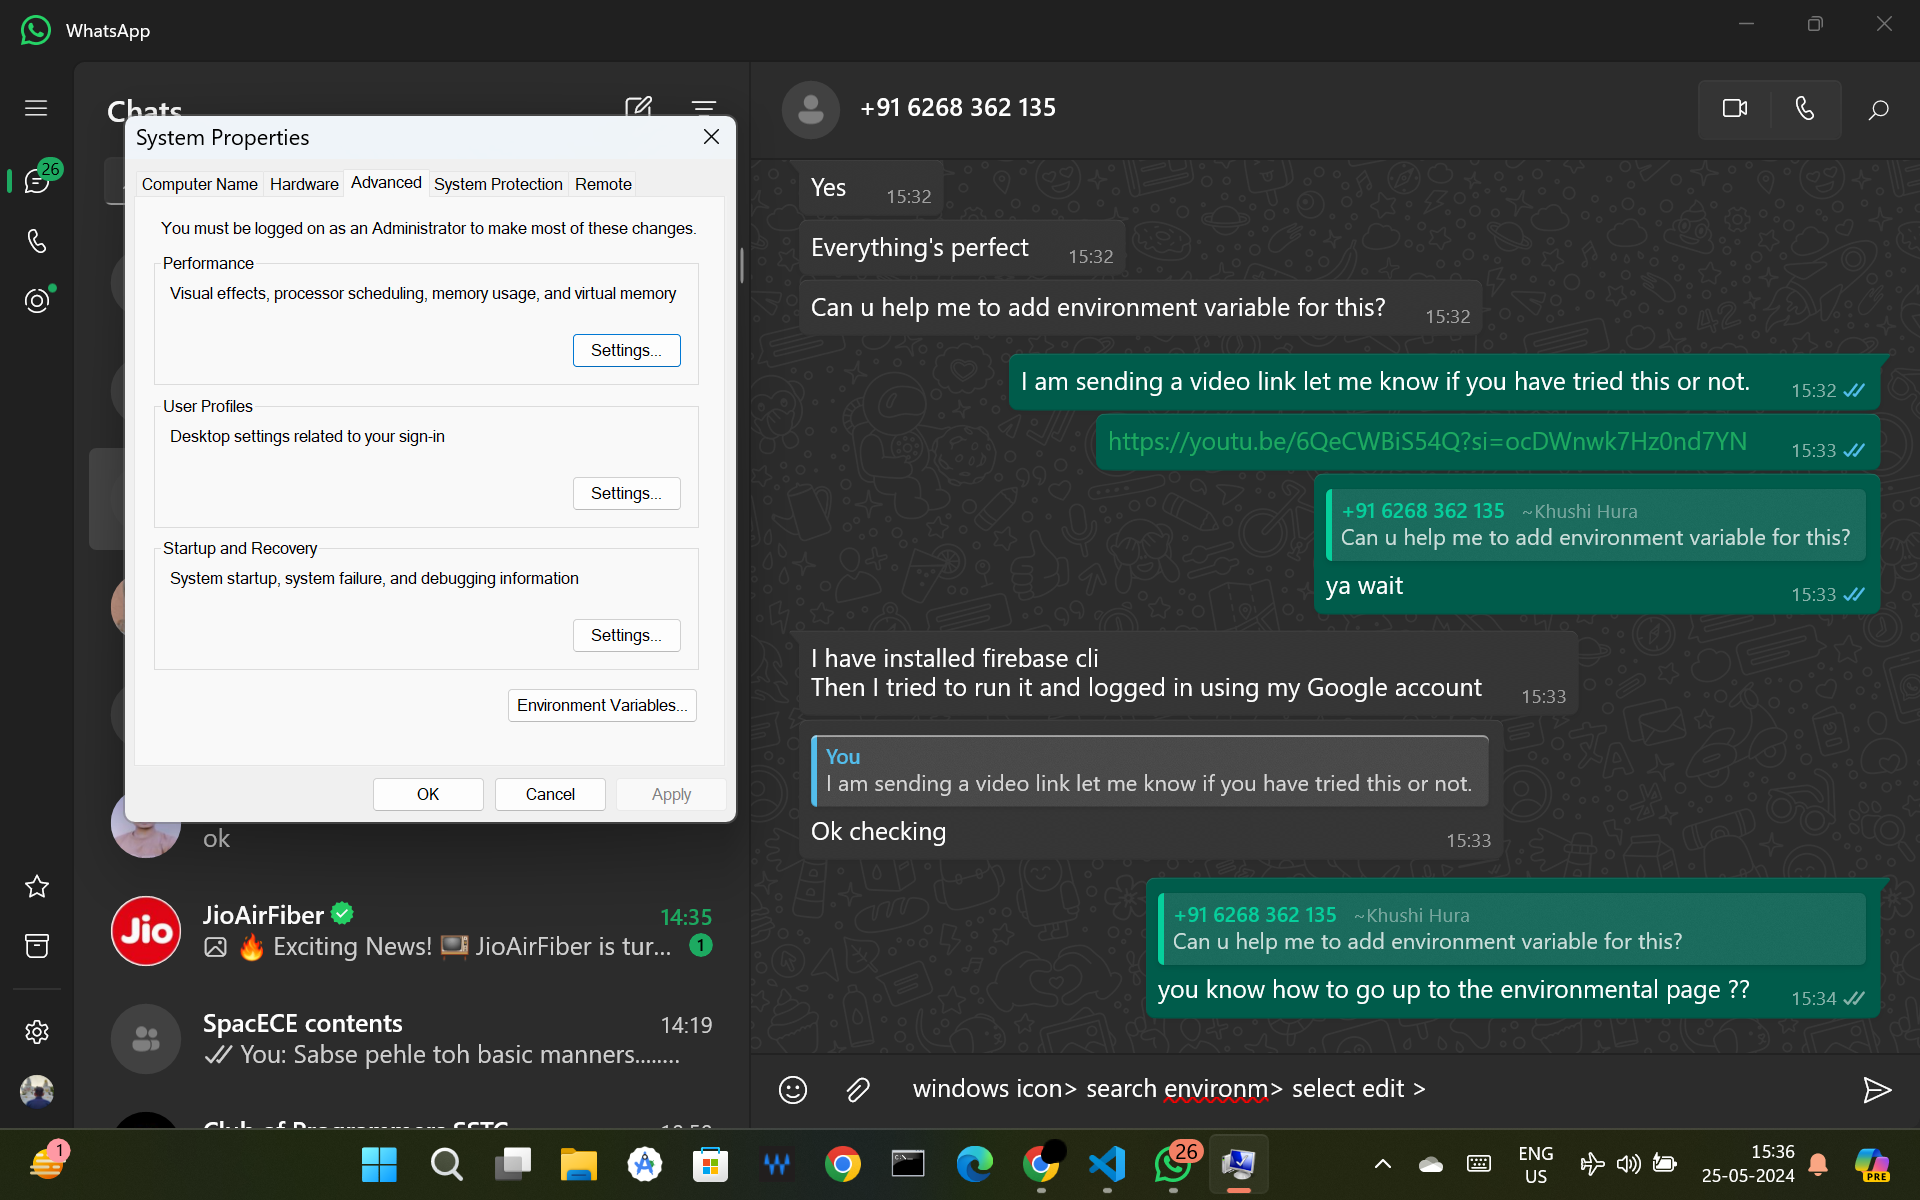 WhatsApp
26
Chats
System Properties
Computer Name
Hardware
Advanced
System Protection
Remote
You must be logged on as an Administrator to make most of these changes.
Performance
Visual effects, processor scheduling, memory usage, and virtual memory
Settings...
User Profiles
Desktop settings related to your sign-in
Settings...
Startup and Recovery
System startup, system failure, and debugging information
Settings...
Environment Variables...
OK
Cancel
Apply
ok
Jio
JioAirFiber
14:35
🔥 Exciting News! 📺 JioAirFiber is tur...
1
SpacECE contents
14:19
You: Sabse pehle toh basic manners........
Club of Programmers SSTC
+91 6268 362 135
Yes
15:32
Everything's perfect
15:32
Can u help me to add environment variable for this?
15:32
I am sending a video link let me know if you have tried this or not.
15:32
https://youtu.be/6QeCWBiS54Q?si=ocDWnwk7Hz0nd7YN
15:33
+91 6268 362 135 ~Khushi Hura
Can u help me to add environment variable for this?
ya wait
15:33
I have installed firebase cli
Then I tried to run it and logged in using my Google account
15:33
You
I am sending a video link let me know if you have tried this or not.
Ok checking
15:33
+91 6268 362 135 ~Khushi Hura
Can u help me to add environment variable for this?
you know how to go up to the environmental page ??
15:34
windows icon> search environm> select edit >
1
26
ENG
US
15:36
25-05-2024
PRE